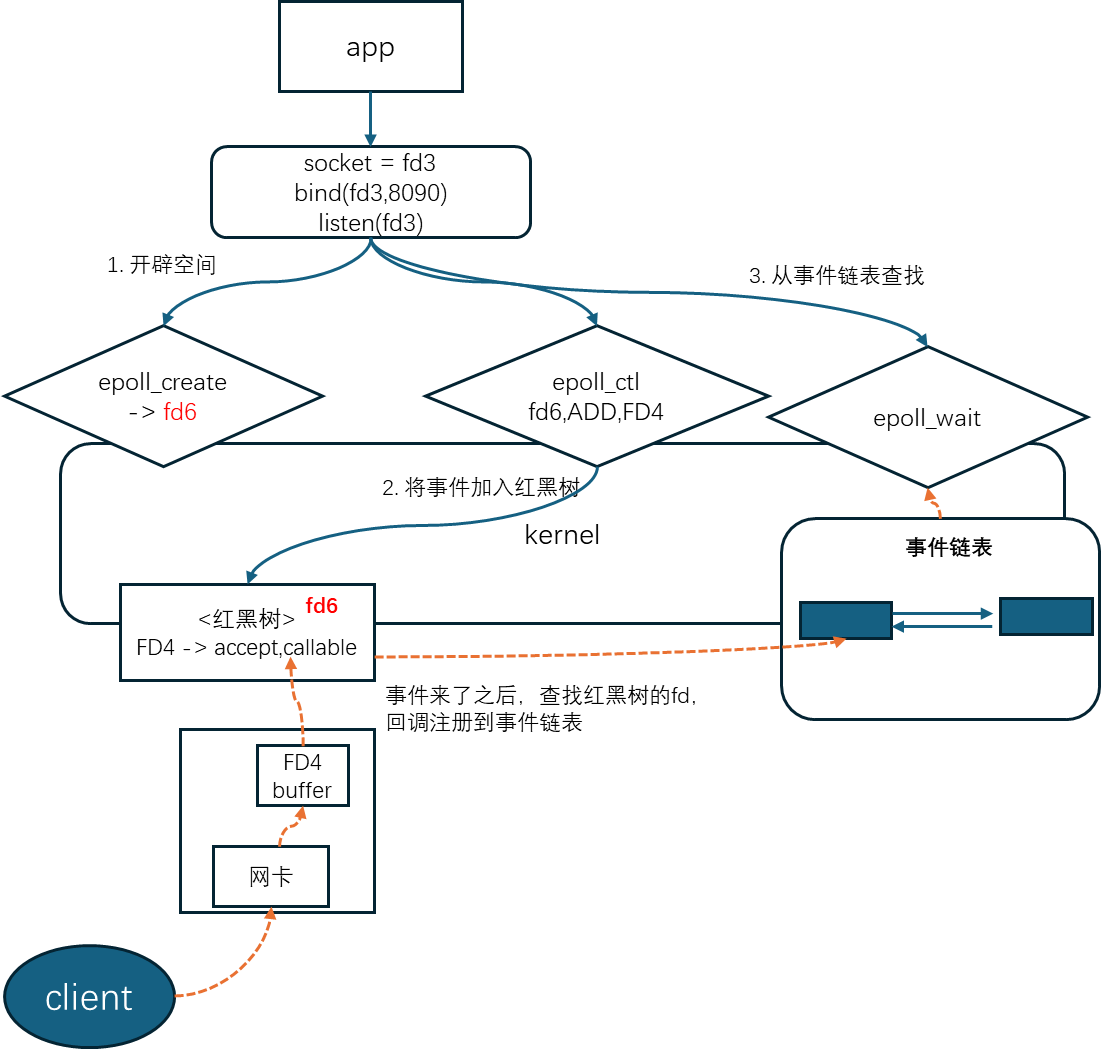 app
socket = fd3
bind(fd3,8090)
listen(fd3)
1. 开辟空间
3. 从事件链表查找
epoll_create
-> fd6
epoll_ctl
fd6,ADD,FD4
epoll_wait
2. 将事件加入红黑树
kernel
事件链表
<红黑树>
fd6
FD4 -> accept,callable
事件来了之后，查找红黑树的fd，
回调注册到事件链表
FD4
buffer
网卡
client